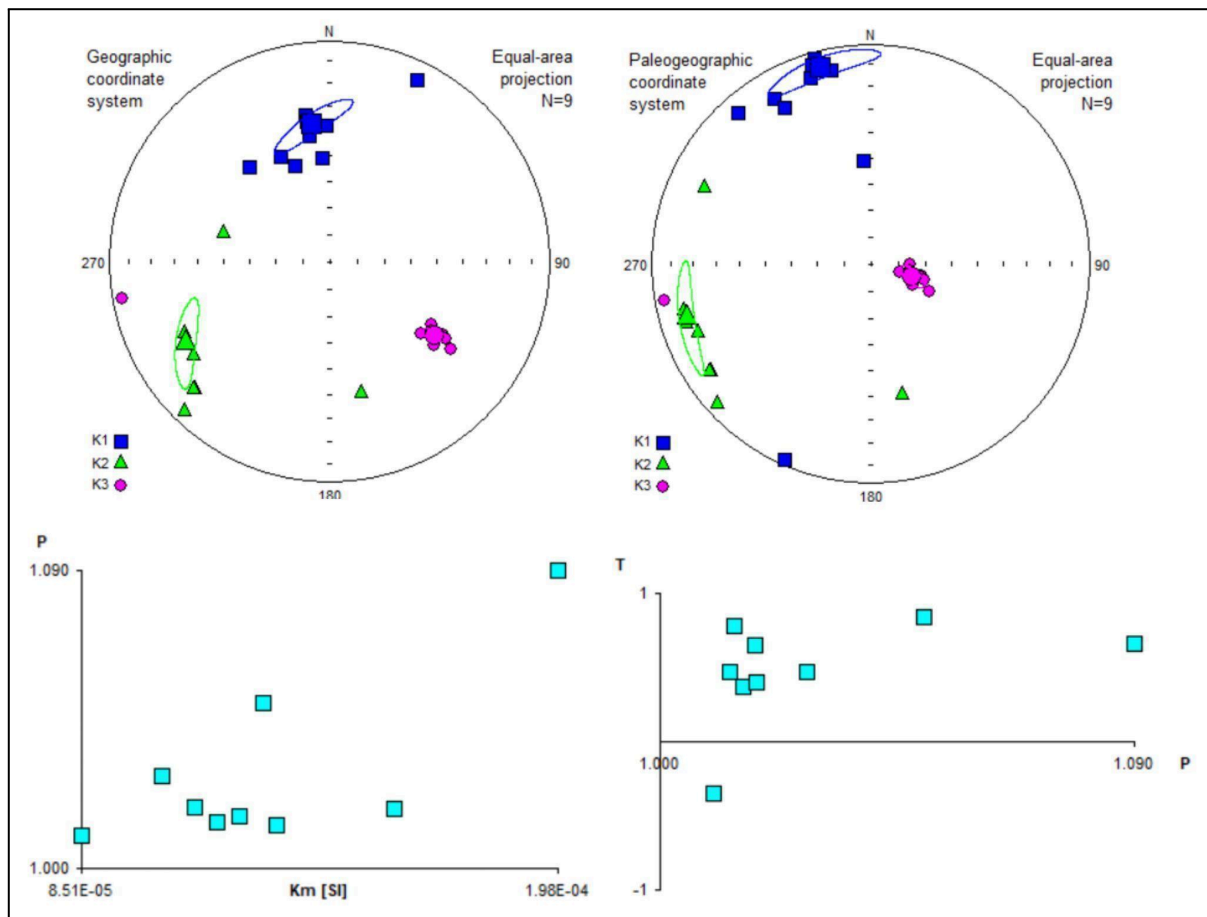 N
Geographic
coordinate
system
Equal-area
projection
N=9
270
90
K1
K2
K3
180
N
Paleogeographic
coordinate
system
Equal-area
projection
N=9
270
90
K1
K2
K3
180
P
1.090
1.000
8.51E-05
Km [SI]
1.98E-04
T
1
1.000
1.090
P
-1